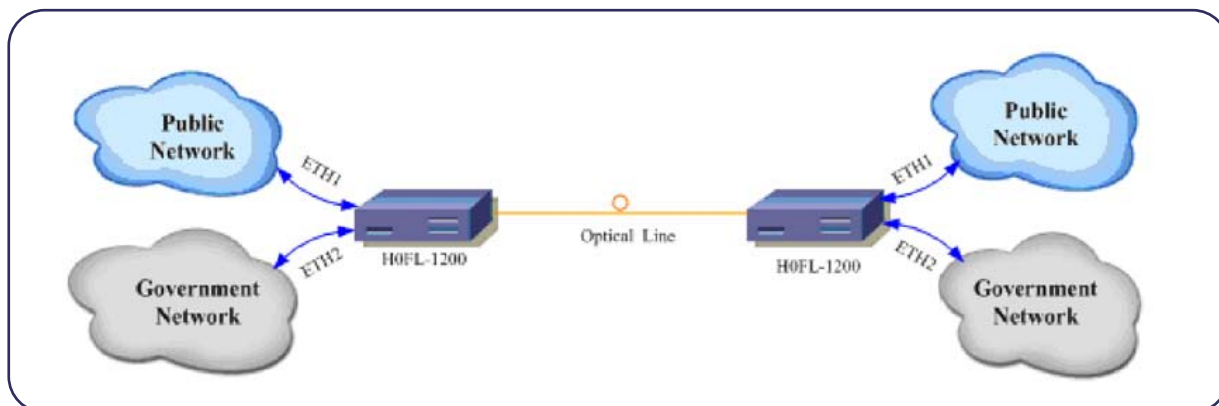 Public
Network
ETH1
ETH2
H0FL-1200
Government
Network
Optical Line
Public
Network
ETH1
ETH2
H0FL-1200
Government
Network